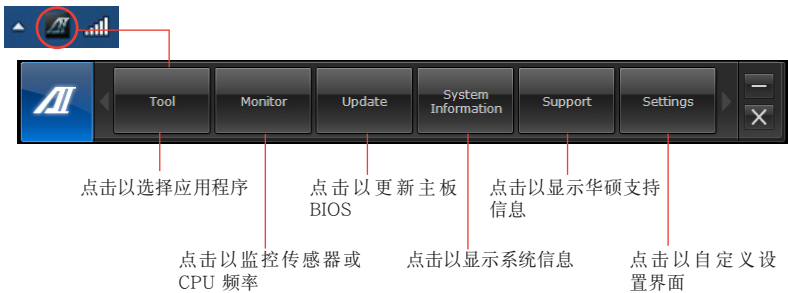 Tool
Monitor
Update
System
Information
Support
Settings
点击以选择应用程序
点击以更新主板
BIOS
点击以显示华硕支持
信息
点击以监控传感器或
CPU 频率
点击以显示系统信息
点击以自定义设
置界面